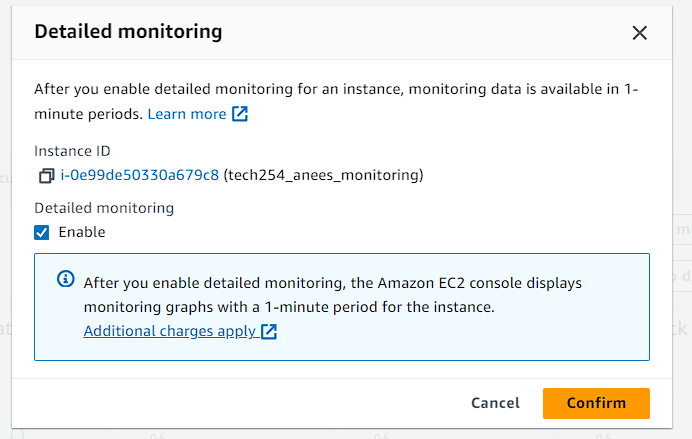 Detailed monitoring
After you enable detailed monitoring for an instance, monitoring data is available in 1-
minute periods. Learn more
Instance ID
i-0e99de50330a679c8 (tech254_anees_monitoring)
Detailed monitoring
Enable
After you enable detailed monitoring, the Amazon EC2 console displays
monitoring graphs with a 1-minute period for the instance.
Additional charges apply
Cancel Confirm